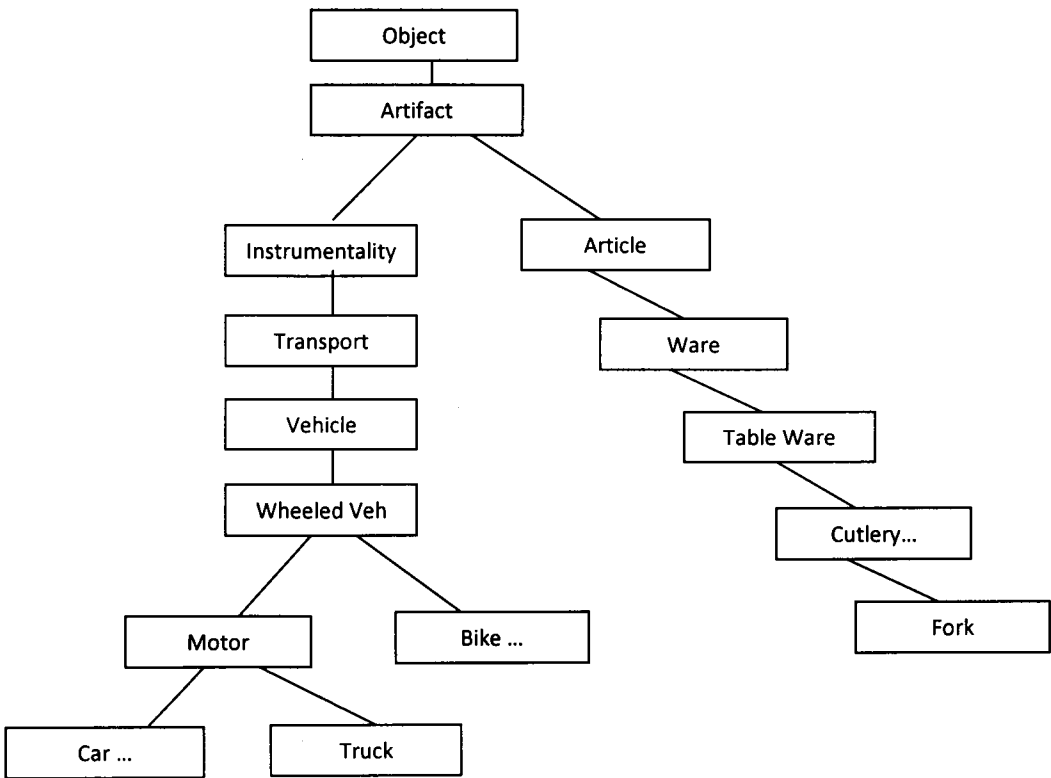 Object
Artifact
Instrumentality
Article
Transport
Ware
Vehicle
Table Ware
Wheeled Veh
Cutlery...
Motor
Bike ...
Fork
Car ...
Truck